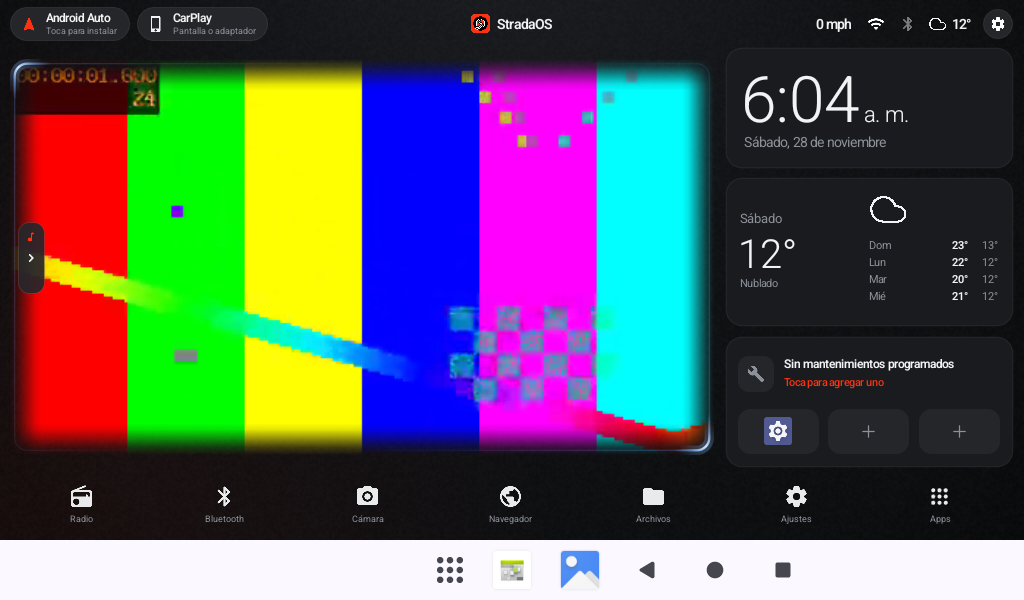 Android Auto
Toca para instalar
CarPlay
Pantalla o adaptador
StradaOS
0 mph
12°
00:00:01.000
24
6:04 a. m.
Sábado, 28 de noviembre
Sábado
12°
Nublado
Dom 23° 13°
Lun 22° 12°
Mar 20° 12°
Mié 21° 12°
Sin mantenimientos programados
Toca para agregar uno
Radio
Bluetooth
Cámara
Navegador
Archivos
Ajustes
Apps